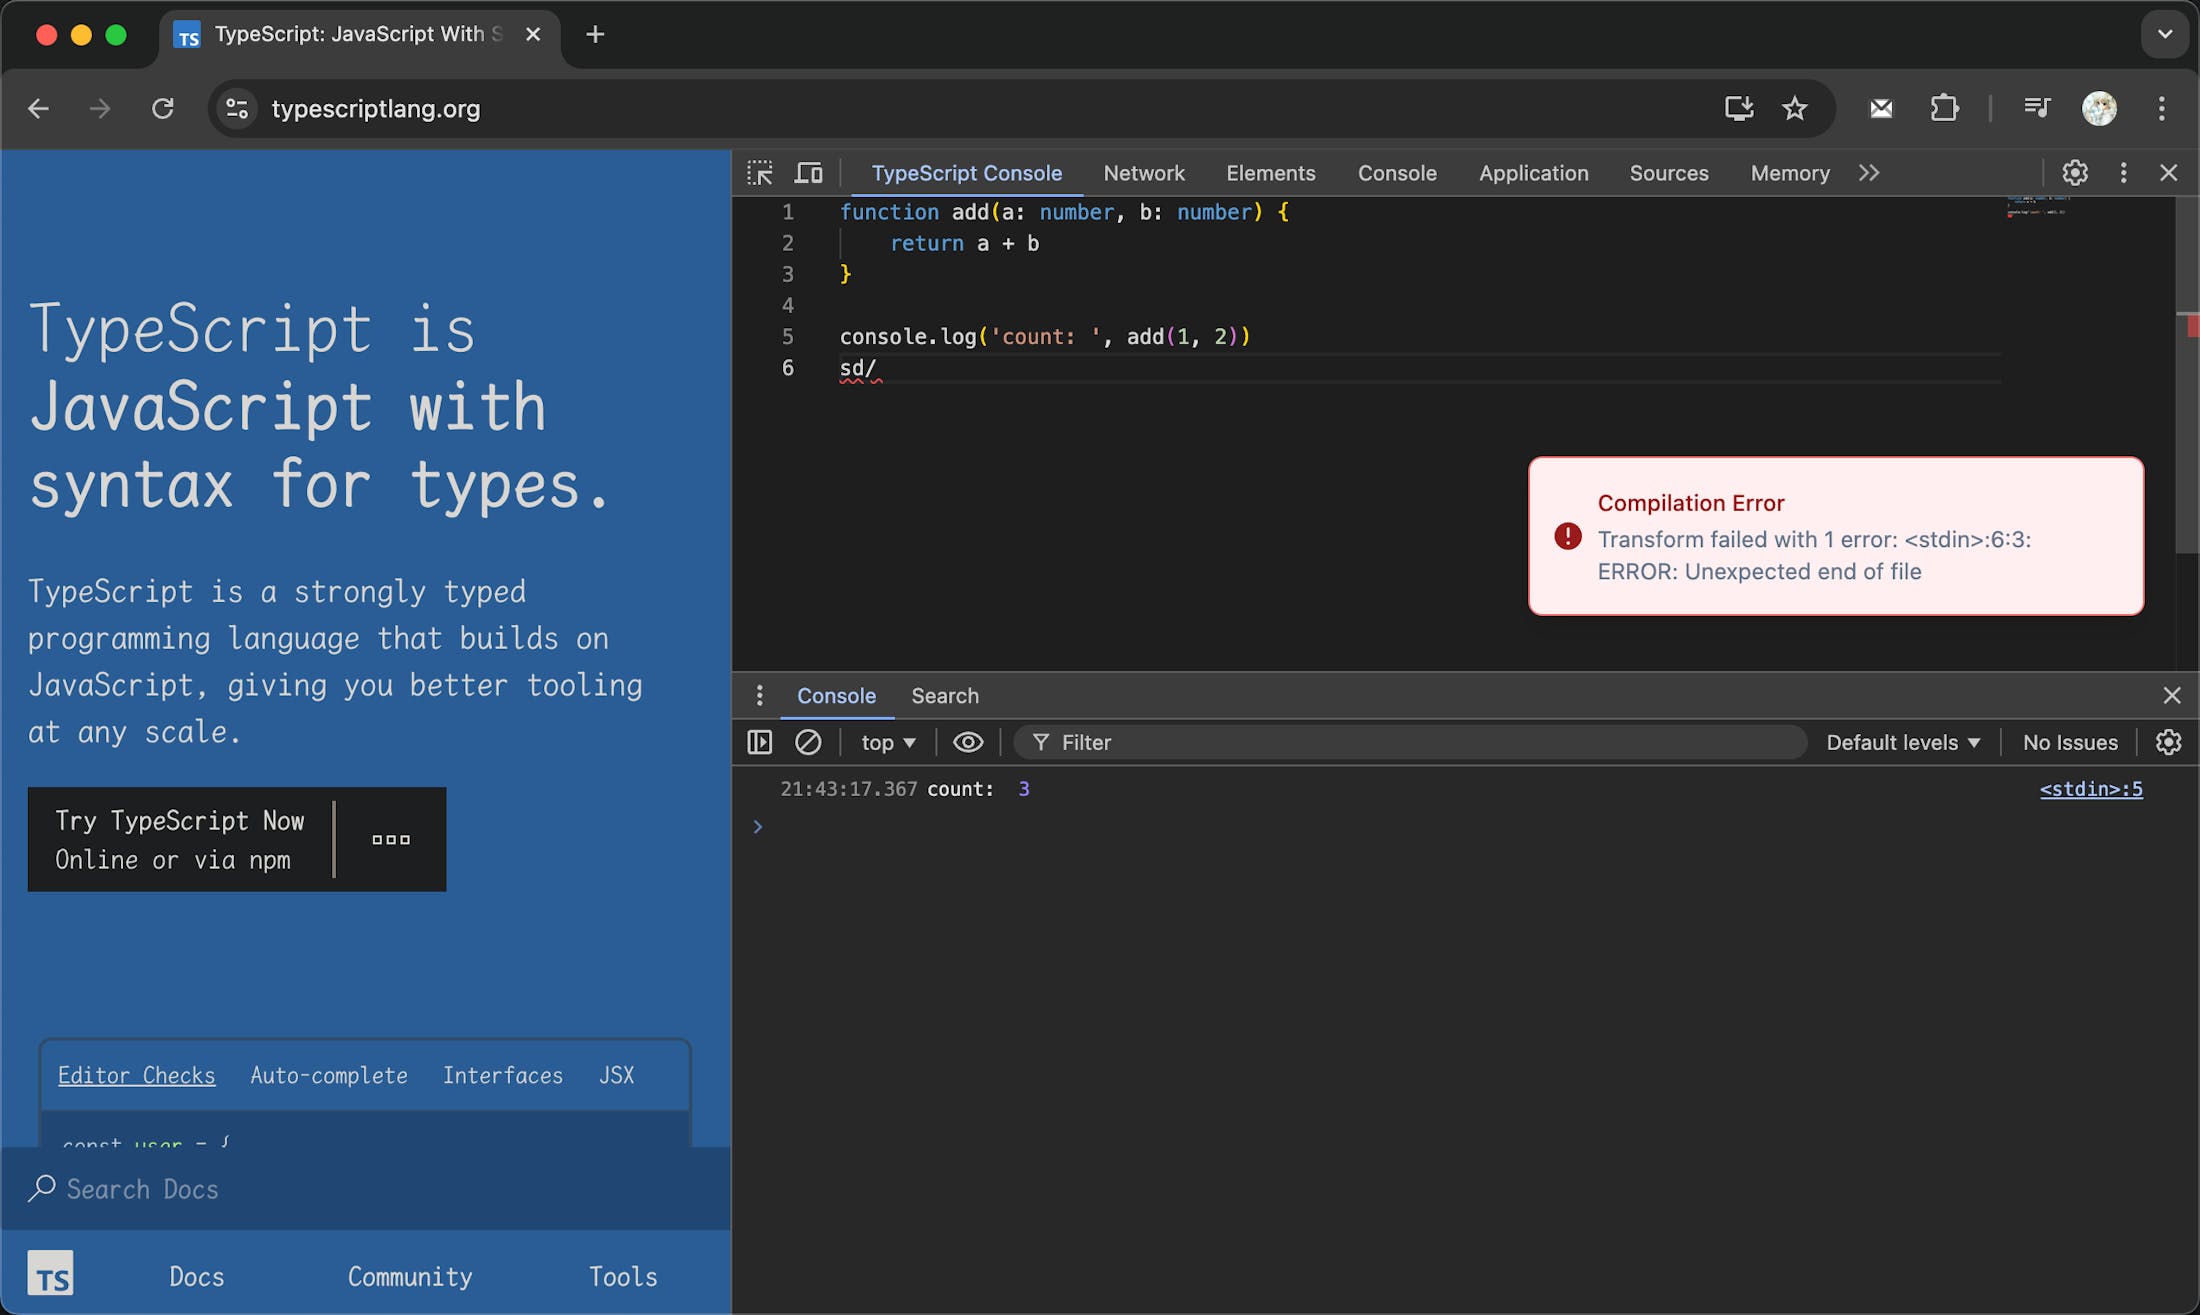 TypeScript: JavaScript With S
typescriptlang.org
TypeScript is
JavaScript with
syntax for types.
TypeScript is a strongly typed
programming language that builds on
JavaScript, giving you better tooling
at any scale.
Try TypeScript Now
Online or via npm
Editor Checks Auto-complete Interfaces JSX
const user = {
Search Docs
TS Docs Community Tools
TypeScript Console Network Elements Console Application Sources Memory
1 function add(a: number, b: number) {
2 return a + b
3 }
4
5 console.log('count: ', add(1, 2))
6 sd/
Compilation Error
Transform failed with 1 error: <stdin>:6:3:
ERROR: Unexpected end of file
Console Search
top Filter Default levels No Issues
21:43:17.367 count: 3 <stdin>:5